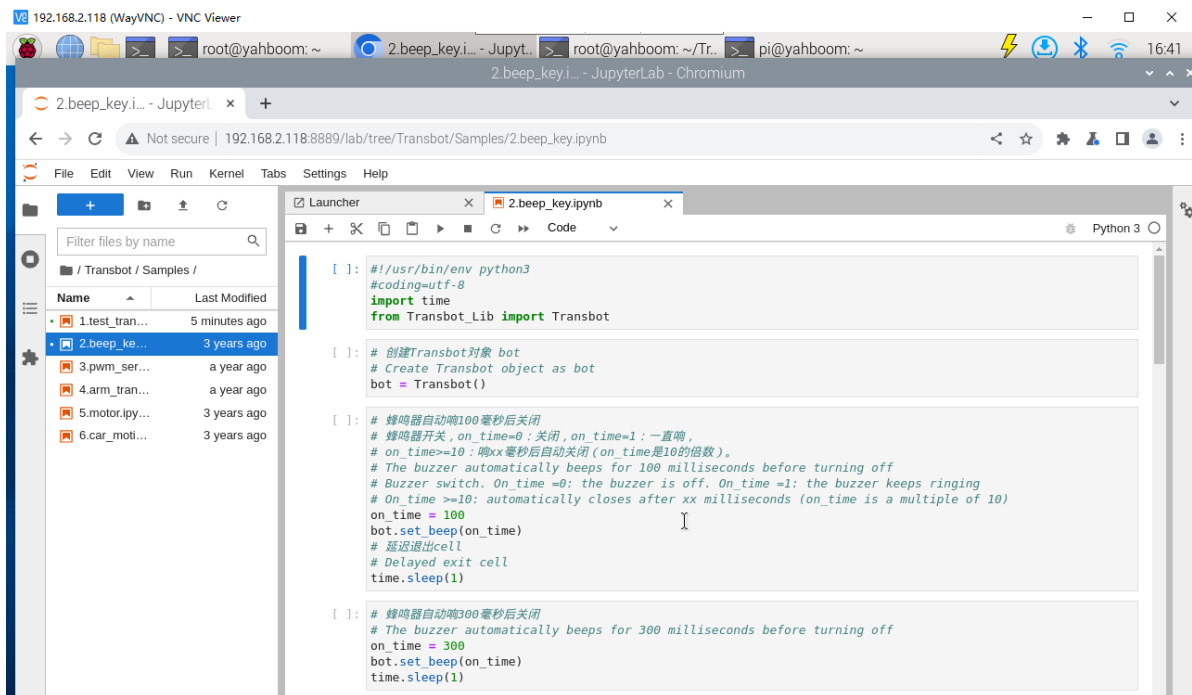 192.168.2.118 (WayVNC) - VNC Viewer
root@yahboom: ~
2.beep_key.i... - Jupyt..
root@yahboom: ~/Tr..
pi@yahboom: ~
16:41
2.beep_key.i... - JupyterLab - Chromium
2.beep_key.i... - JupyterL
Not secure
192.168.2.118:8889/lab/tree/Transbot/Samples/2.beep_key.ipynb
File Edit View Run Kernel Tabs Settings Help
Filter files by name
/ Transbot / Samples /
Name Last Modified
1.test_tran... 5 minutes ago
2.beep_ke... 3 years ago
3.pwm_ser... a year ago
4.arm_tran... a year ago
5.motor.ipy... 3 years ago
6.car_moti... 3 years ago
Launcher
2.beep_key.ipynb
Code
Python 3
[ ]: #!/usr/bin/env python3
#coding=utf-8
import time
from Transbot_Lib import Transbot
[ ]: # 创建Transbot对象 bot
# Create Transbot object as bot
bot = Transbot()
[ ]: # 蜂鸣器自动响100毫秒后关闭
# 蜂鸣器开关，on_time=0：关闭，on_time=1：一直响，
# on_time>=10：响xx毫秒后自动关闭（on_time是10的倍数）。
# The buzzer automatically beeps for 100 milliseconds before turning off
# Buzzer switch. On_time =0: the buzzer is off. On_time =1: the buzzer keeps ringing
# On_time >=10: automatically closes after xx milliseconds (on_time is a multiple of 10)
on_time = 100
bot.set_beep(on_time)
# 延迟退出cell
# Delayed exit cell
time.sleep(1)
[ ]: # 蜂鸣器自动响300毫秒后关闭
# The buzzer automatically beeps for 300 milliseconds before turning off
on_time = 300
bot.set_beep(on_time)
time.sleep(1)